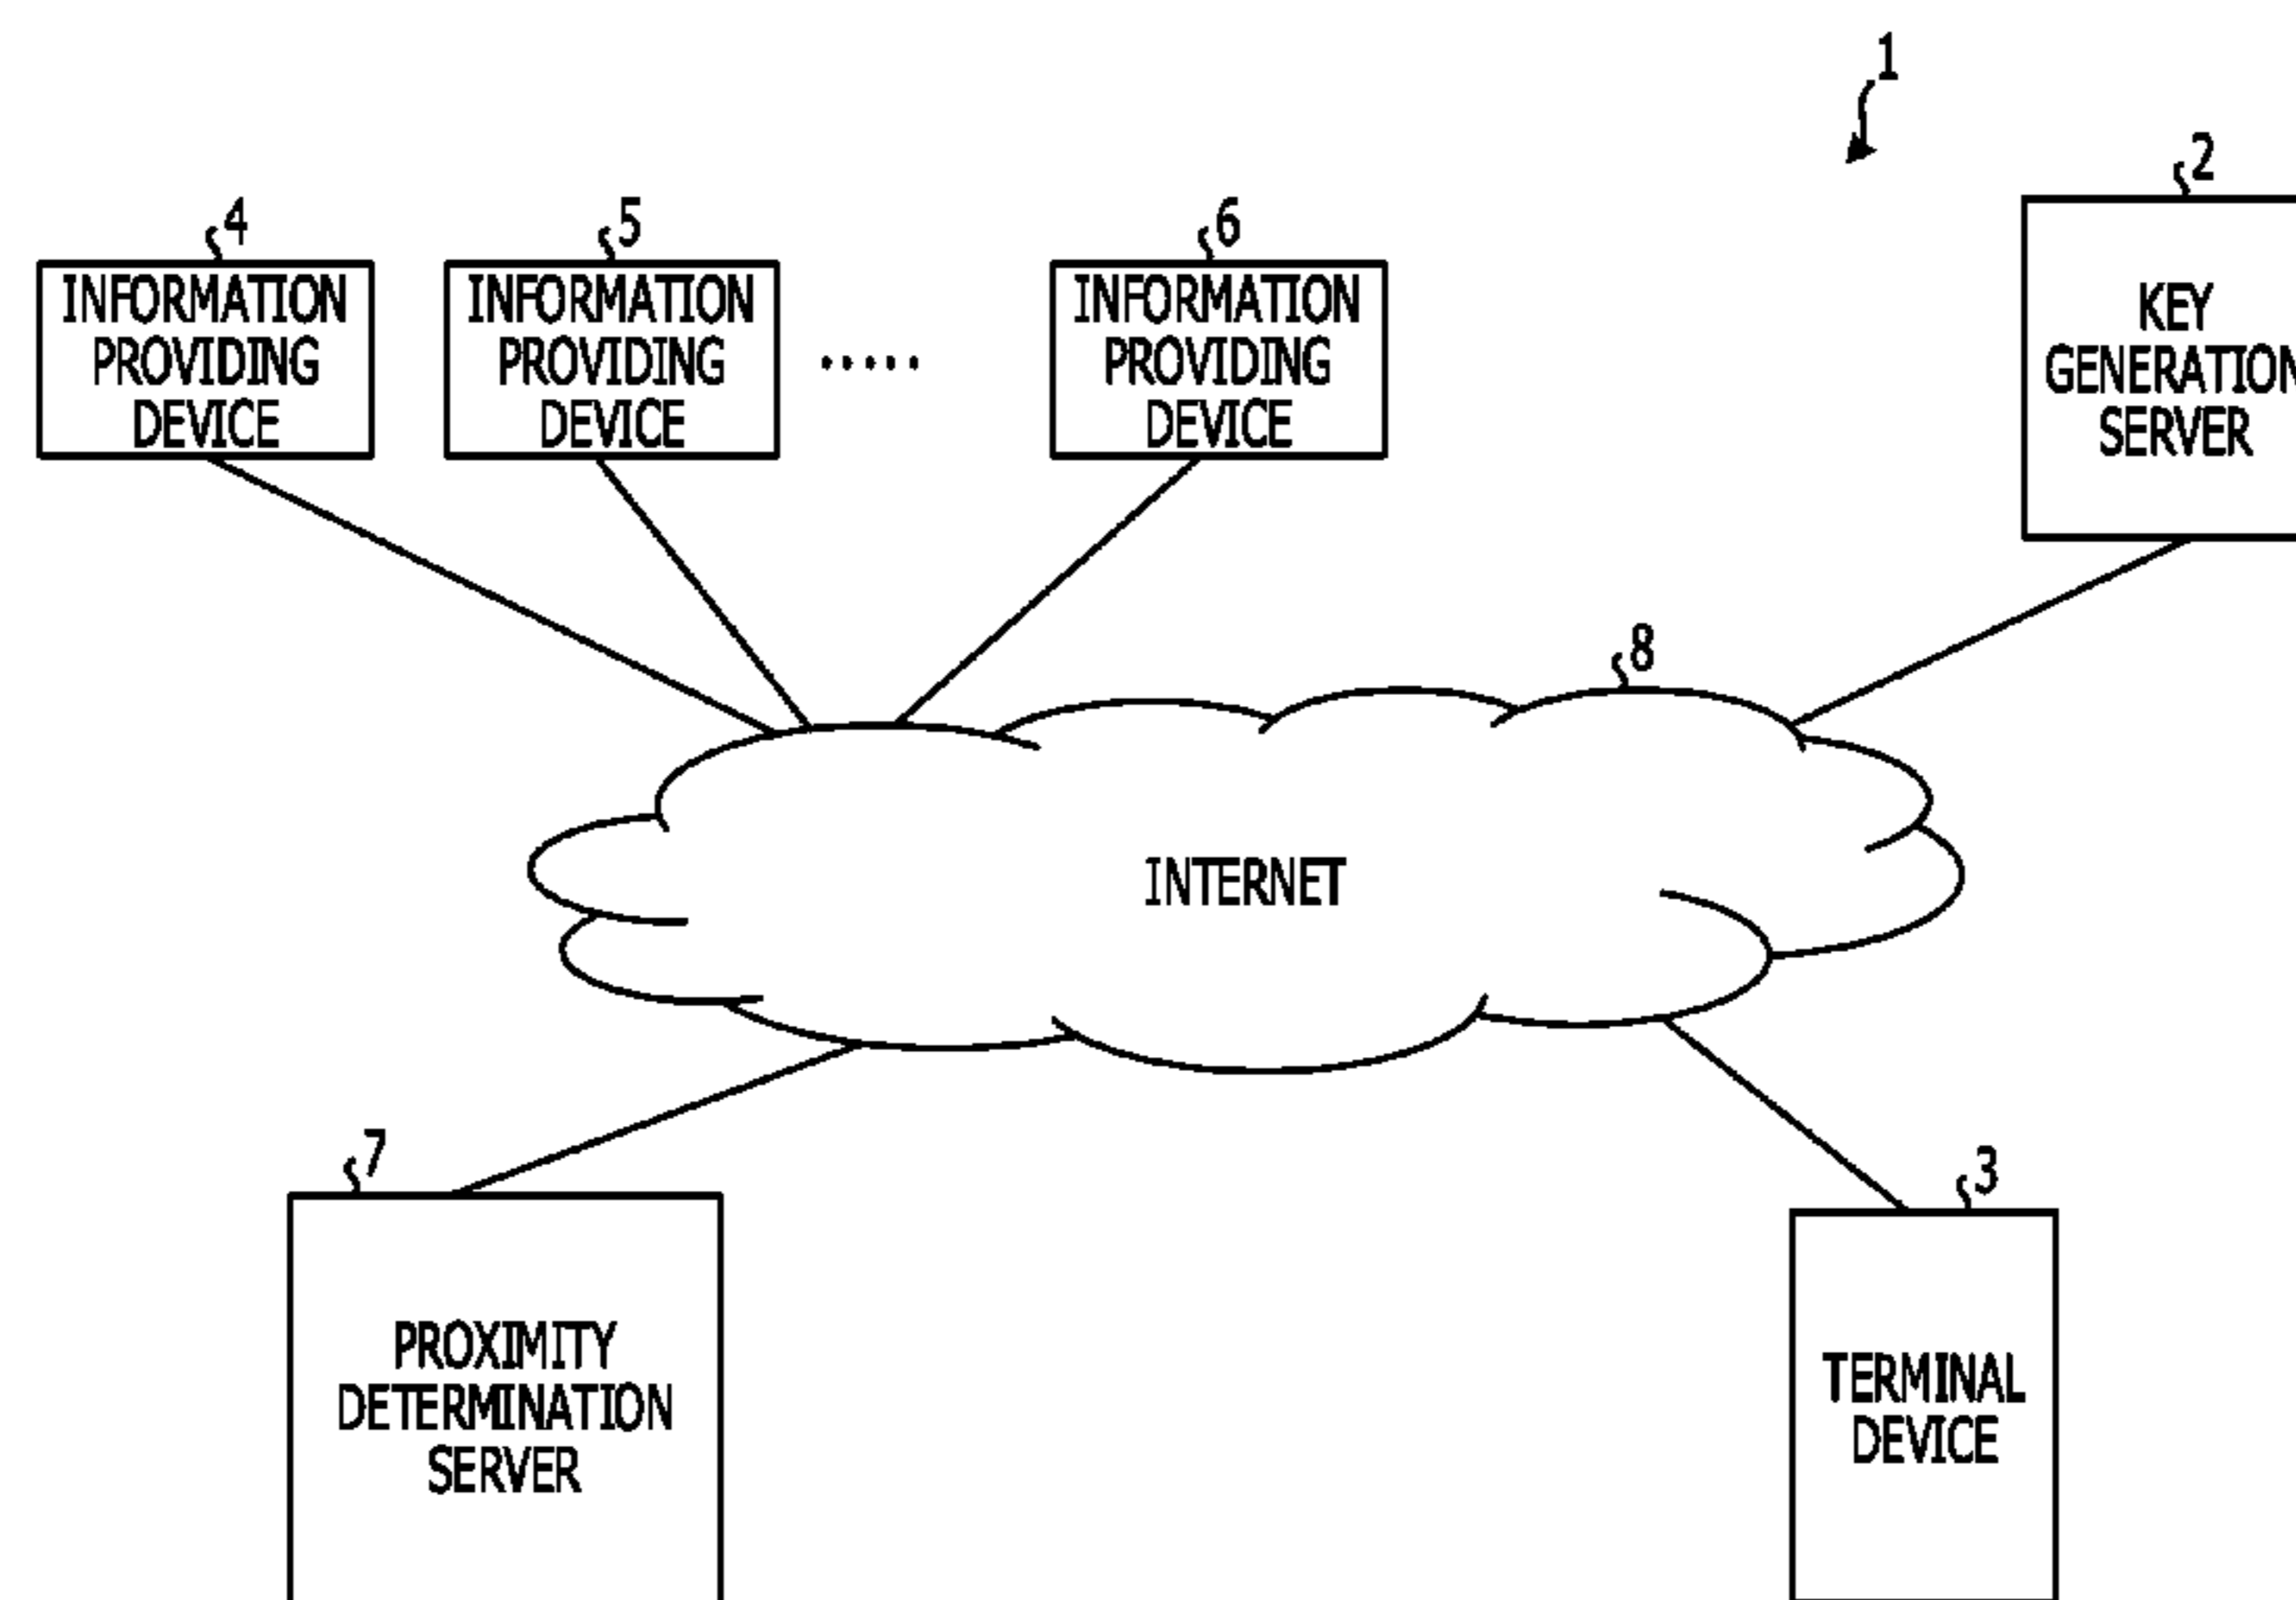 1
2
4
5
6
INFORMATION
PROVIDING
DEVICE
INFORMATION
PROVIDING
DEVICE
.....
INFORMATION
PROVIDING
DEVICE
KEY
GENERATION
SERVER
8
INTERNET
7
PROXIMITY
DETERMINATION
SERVER
3
TERMINAL
DEVICE